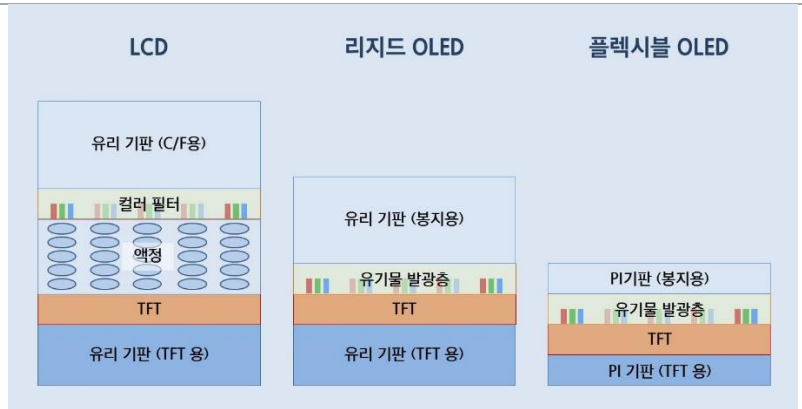 LCD
유리 기판 (C/F용)
컬러 필터
액정
TFT
유리 기판 (TFT 용)
리지드 OLED
유리 기판 (봉지용)
유기물 발광층
TFT
유리 기판 (TFT 용)
플렉시블 OLED
PI기판 (봉지용)
유기물 발광층
TFT
PI 기판 (TFT 용)